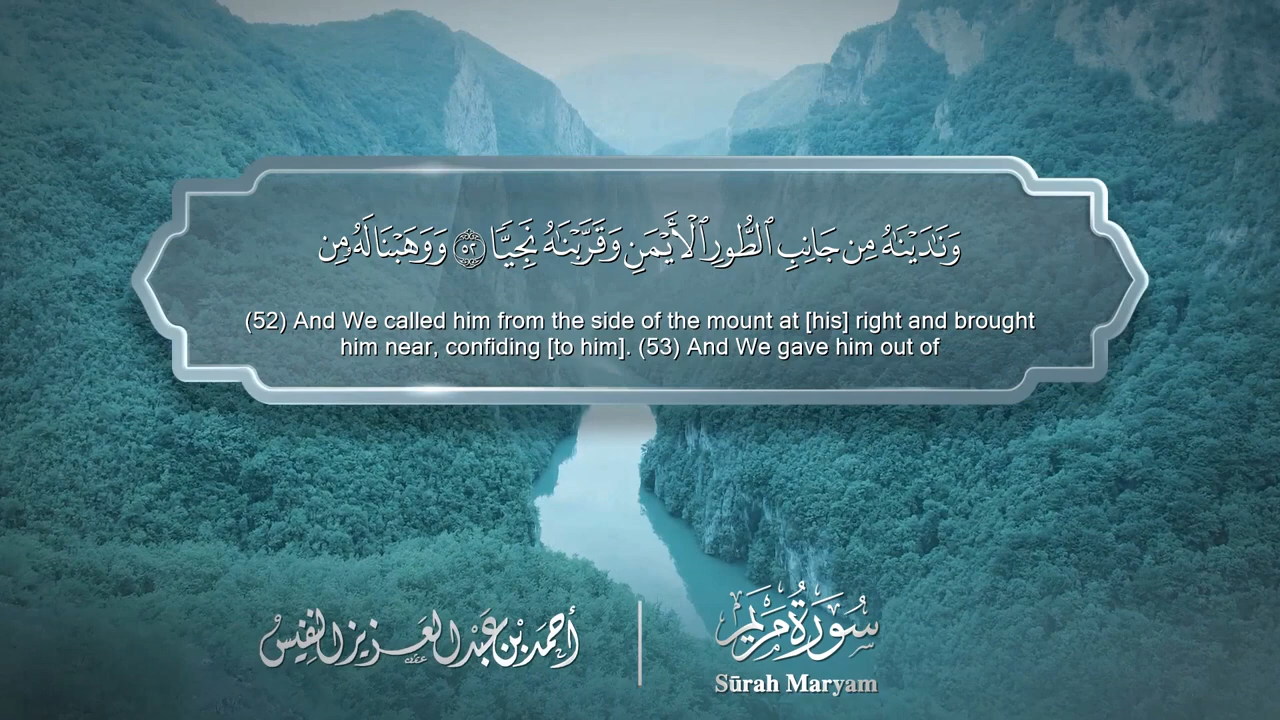 وَنَٰدَيْنَٰهُ مِن جَانِبِ ٱلطُّورِ ٱلْأَيْمَنِ وَقَرَّبْنَٰهُ نَجِيًّا ۝٥٢ وَوَهَبْنَا لَهُۥ مِن
(52) And We called him from the side of the mount at [his] right and brought
him near, confiding [to him]. (53) And We gave him out of
سُورَةُ مَرْيَم
Sūrah Maryam
أحمد بن عبد العزيز النفيس